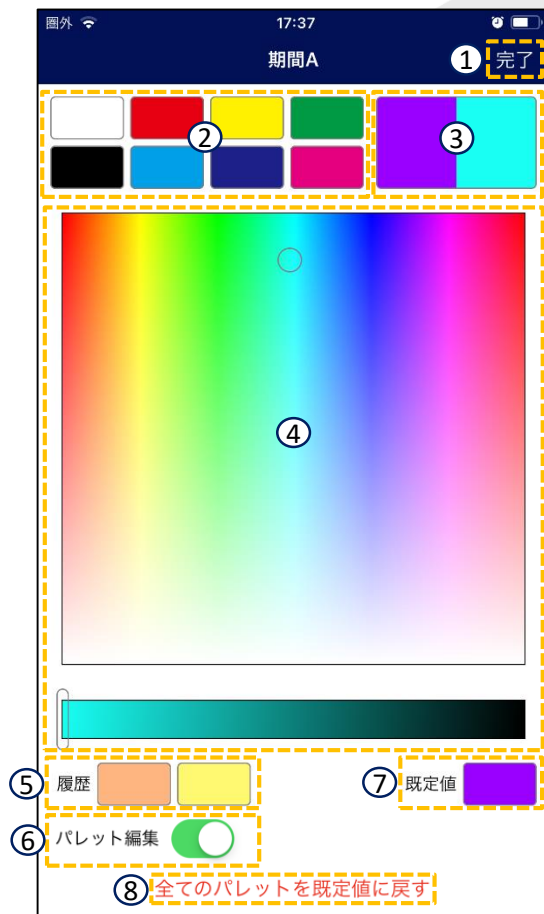 圏外 17:37
期間A ① 完了
② ③
④
⑤ 履歴 ⑦ 既定値
⑥ パレット編集
⑧ 全てのパレットを既定値に戻す